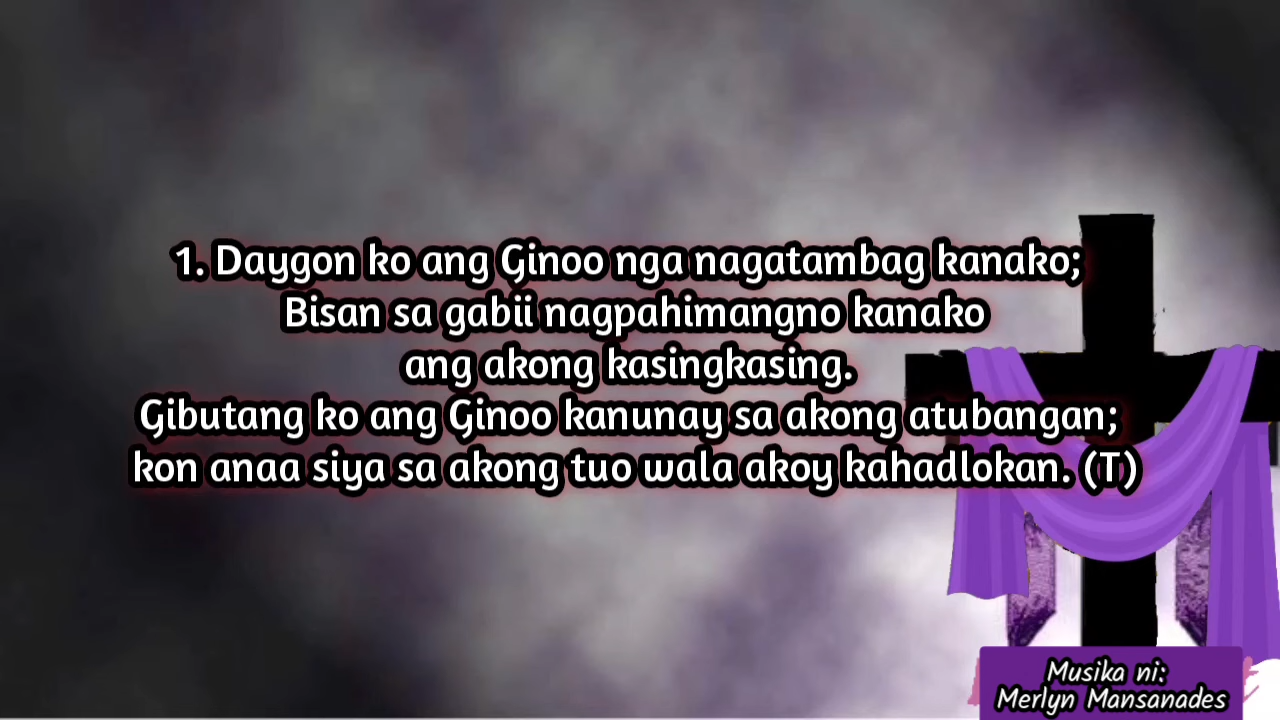 1. Daygon ko ang Ginoo nga nagatambag kanako;
Bisan sa gabii nagpahimangno kanako
ang akong kasingkasing.
Gibutang ko ang Ginoo kanunay sa akong atubangan;
kon anaa siya sa akong tuo wala akoy kahadlokan. (T)
Musika ni:
Merlyn Mansanades